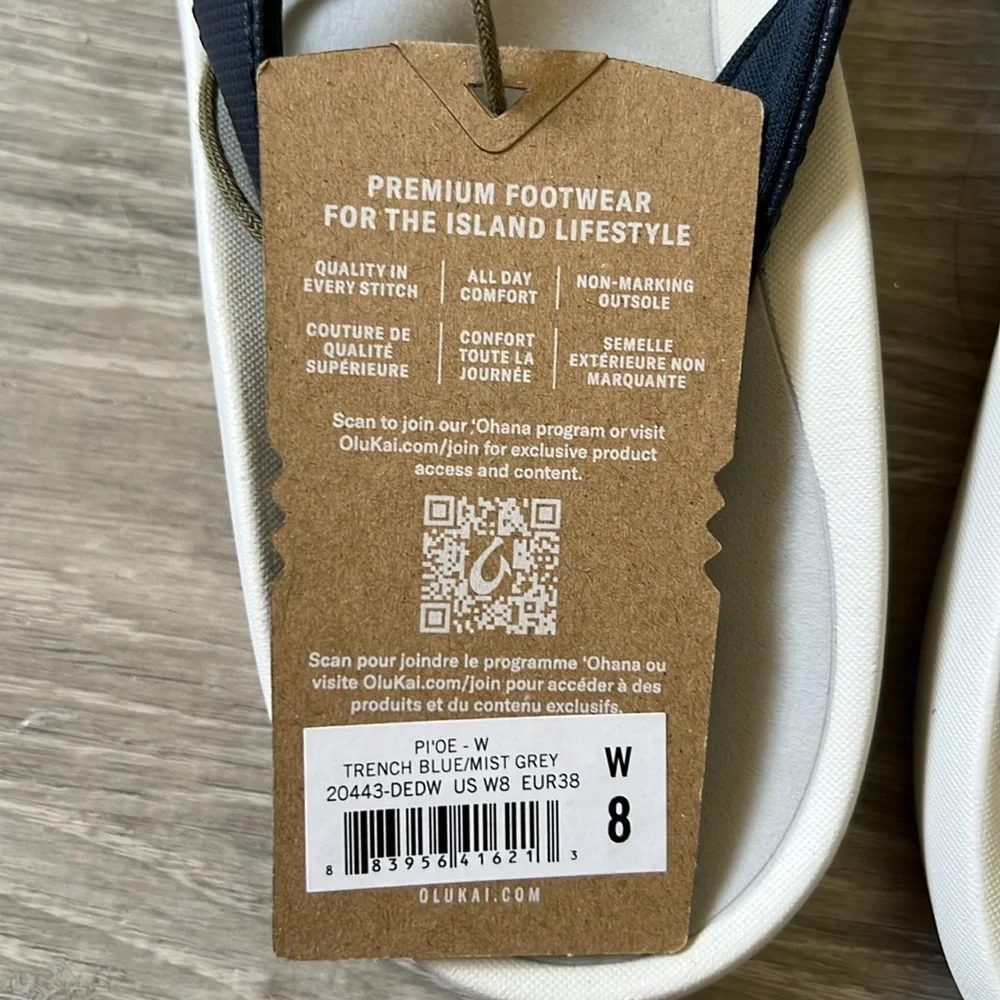 PREMIUM FOOTWEAR
FOR THE ISLAND LIFESTYLE
QUALITY IN
EVERY STITCH
ALL DAY
COMFORT
NON-MARKING
OUTSOLE
COUTURE DE
QUALITÉ
SUPÉRIEURE
CONFORT
TOUTE LA
JOURNÉE
SEMELLE
EXTÉRIEURE NON
MARQUANTE
Scan to join our ‘Ohana program or visit
OluKai.com/join for exclusive product
access and content.
Scan pour joindre le programme ‘Ohana ou
visite OluKai.com/join pour accéder à des
produits et du contenu exclusifs.
PI'OE - W
TRENCH BLUE/MIST GREY
20443-DEDW US W8 EUR38
W
8
8 83956 41621 3
OLUKAI.COM